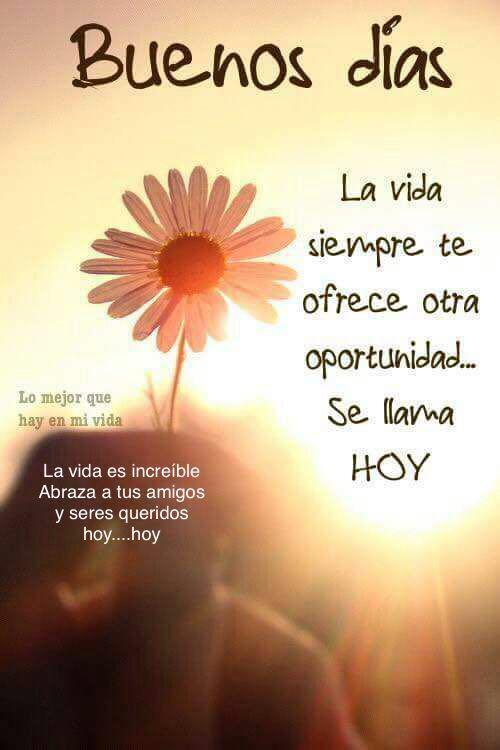 Buenos días
La vida
siempre te
ofrece otra
oportunidad...
Se llama
HOY
Lo mejor que
hay en mi vida
La vida es increíble
Abraza a tus amigos
y seres queridos
hoy....hoy